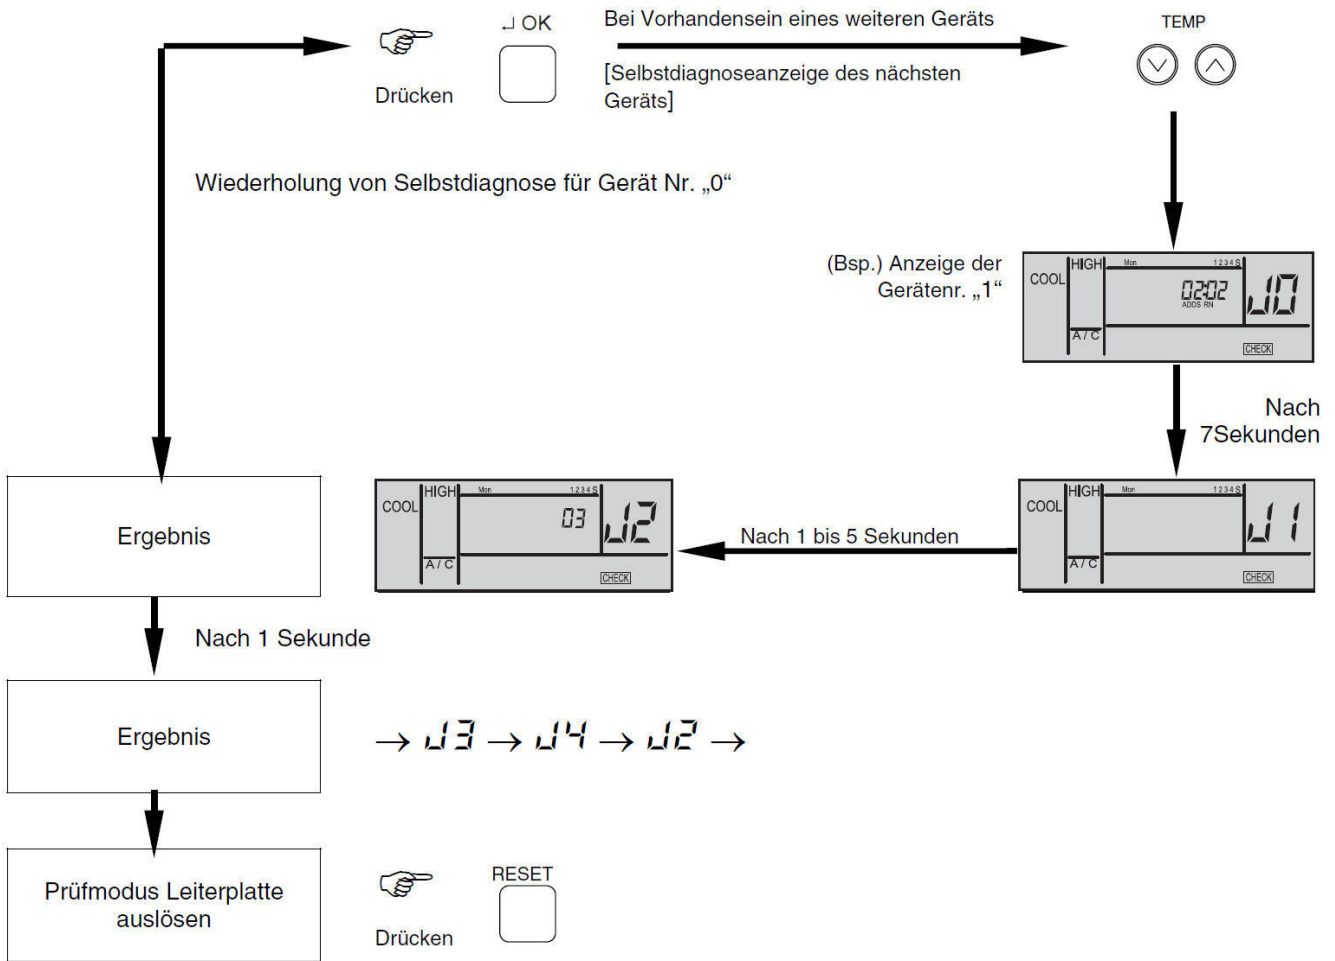 ↵ OK
Drücken
Bei Vorhandensein eines weiteren Geräts
[Selbstdiagnoseanzeige des nächsten
Geräts]
TEMP
Wiederholung von Selbstdiagnose für Gerät Nr. „0“
(Bsp.) Anzeige der
Gerätenr. „1“
COOL HIGH Mon 1 2 3 4 S
02:02 J0
ADDS RN
A / C
CHECK
Nach
7Sekunden
COOL HIGH Mon 1 2 3 4 S
J1
A / C
CHECK
Nach 1 bis 5 Sekunden
COOL HIGH Mon 1 2 3 4 S
03 J2
A / C
CHECK
Ergebnis
Nach 1 Sekunde
Ergebnis
→ J3 → J4 → J2 →
Prüfmodus Leiterplatte
auslösen
RESET
Drücken